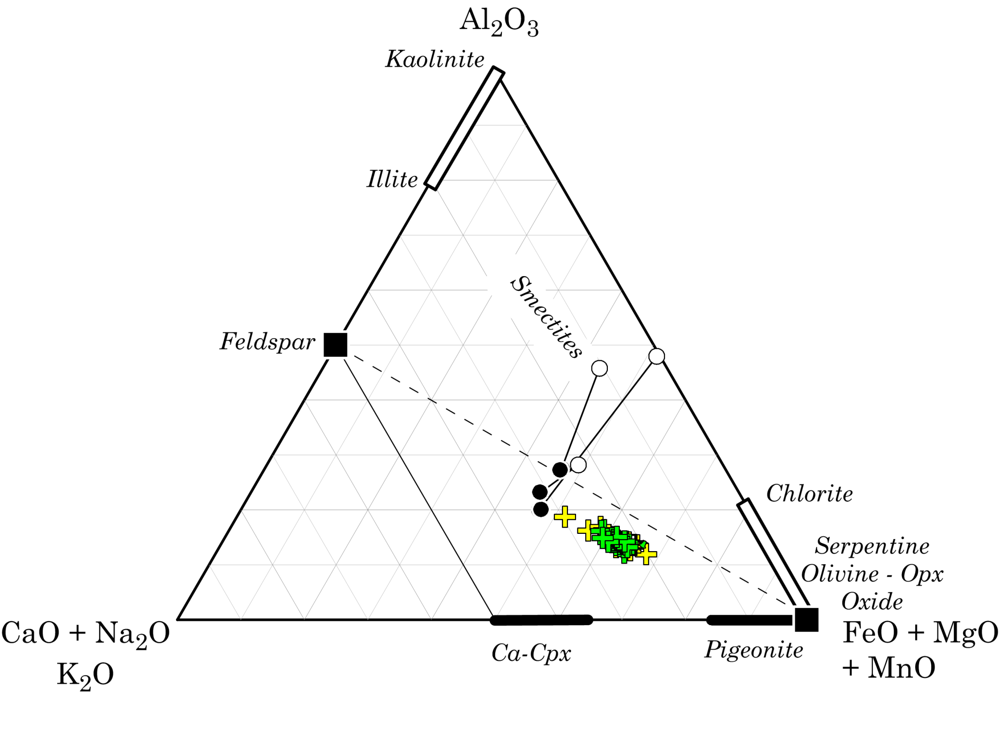 Al₂O₃
Kaolinite
Illite
Smectites
Feldspar
Chlorite
Serpentine
Olivine - Opx
Oxide
CaO + Na₂O
K₂O
FeO + MgO
+ MnO
Ca-Cpx
Pigeonite